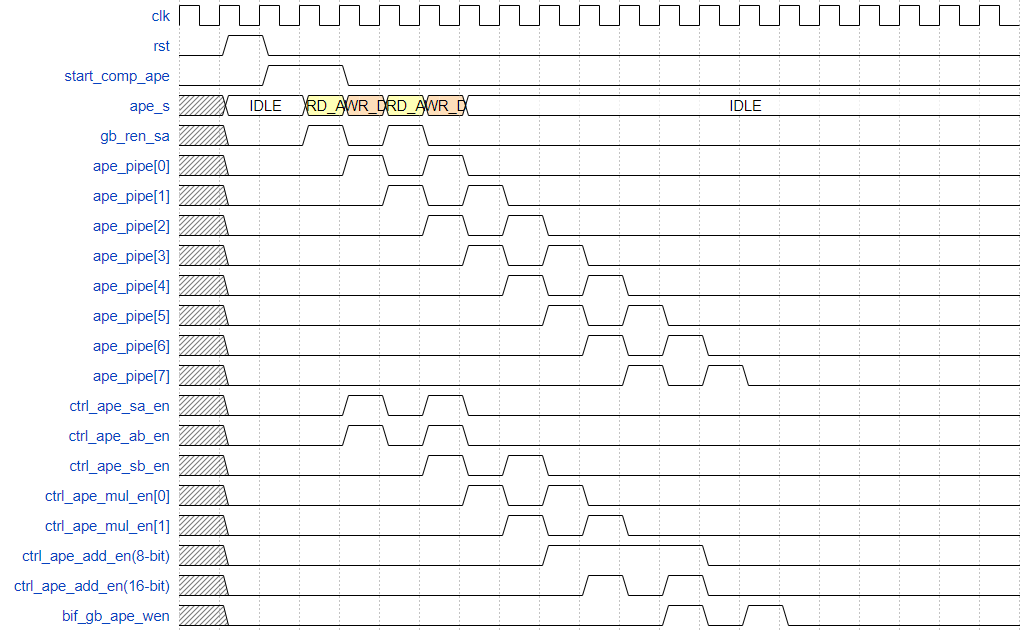 clk
rst
start_comp_ape
ape_s IDLE RD_A WR_D RD_A WR_D IDLE
gb_ren_sa
ape_pipe[0]
ape_pipe[1]
ape_pipe[2]
ape_pipe[3]
ape_pipe[4]
ape_pipe[5]
ape_pipe[6]
ape_pipe[7]
ctrl_ape_sa_en
ctrl_ape_ab_en
ctrl_ape_sb_en
ctrl_ape_mul_en[0]
ctrl_ape_mul_en[1]
ctrl_ape_add_en(8-bit)
ctrl_ape_add_en(16-bit)
bif_gb_ape_wen